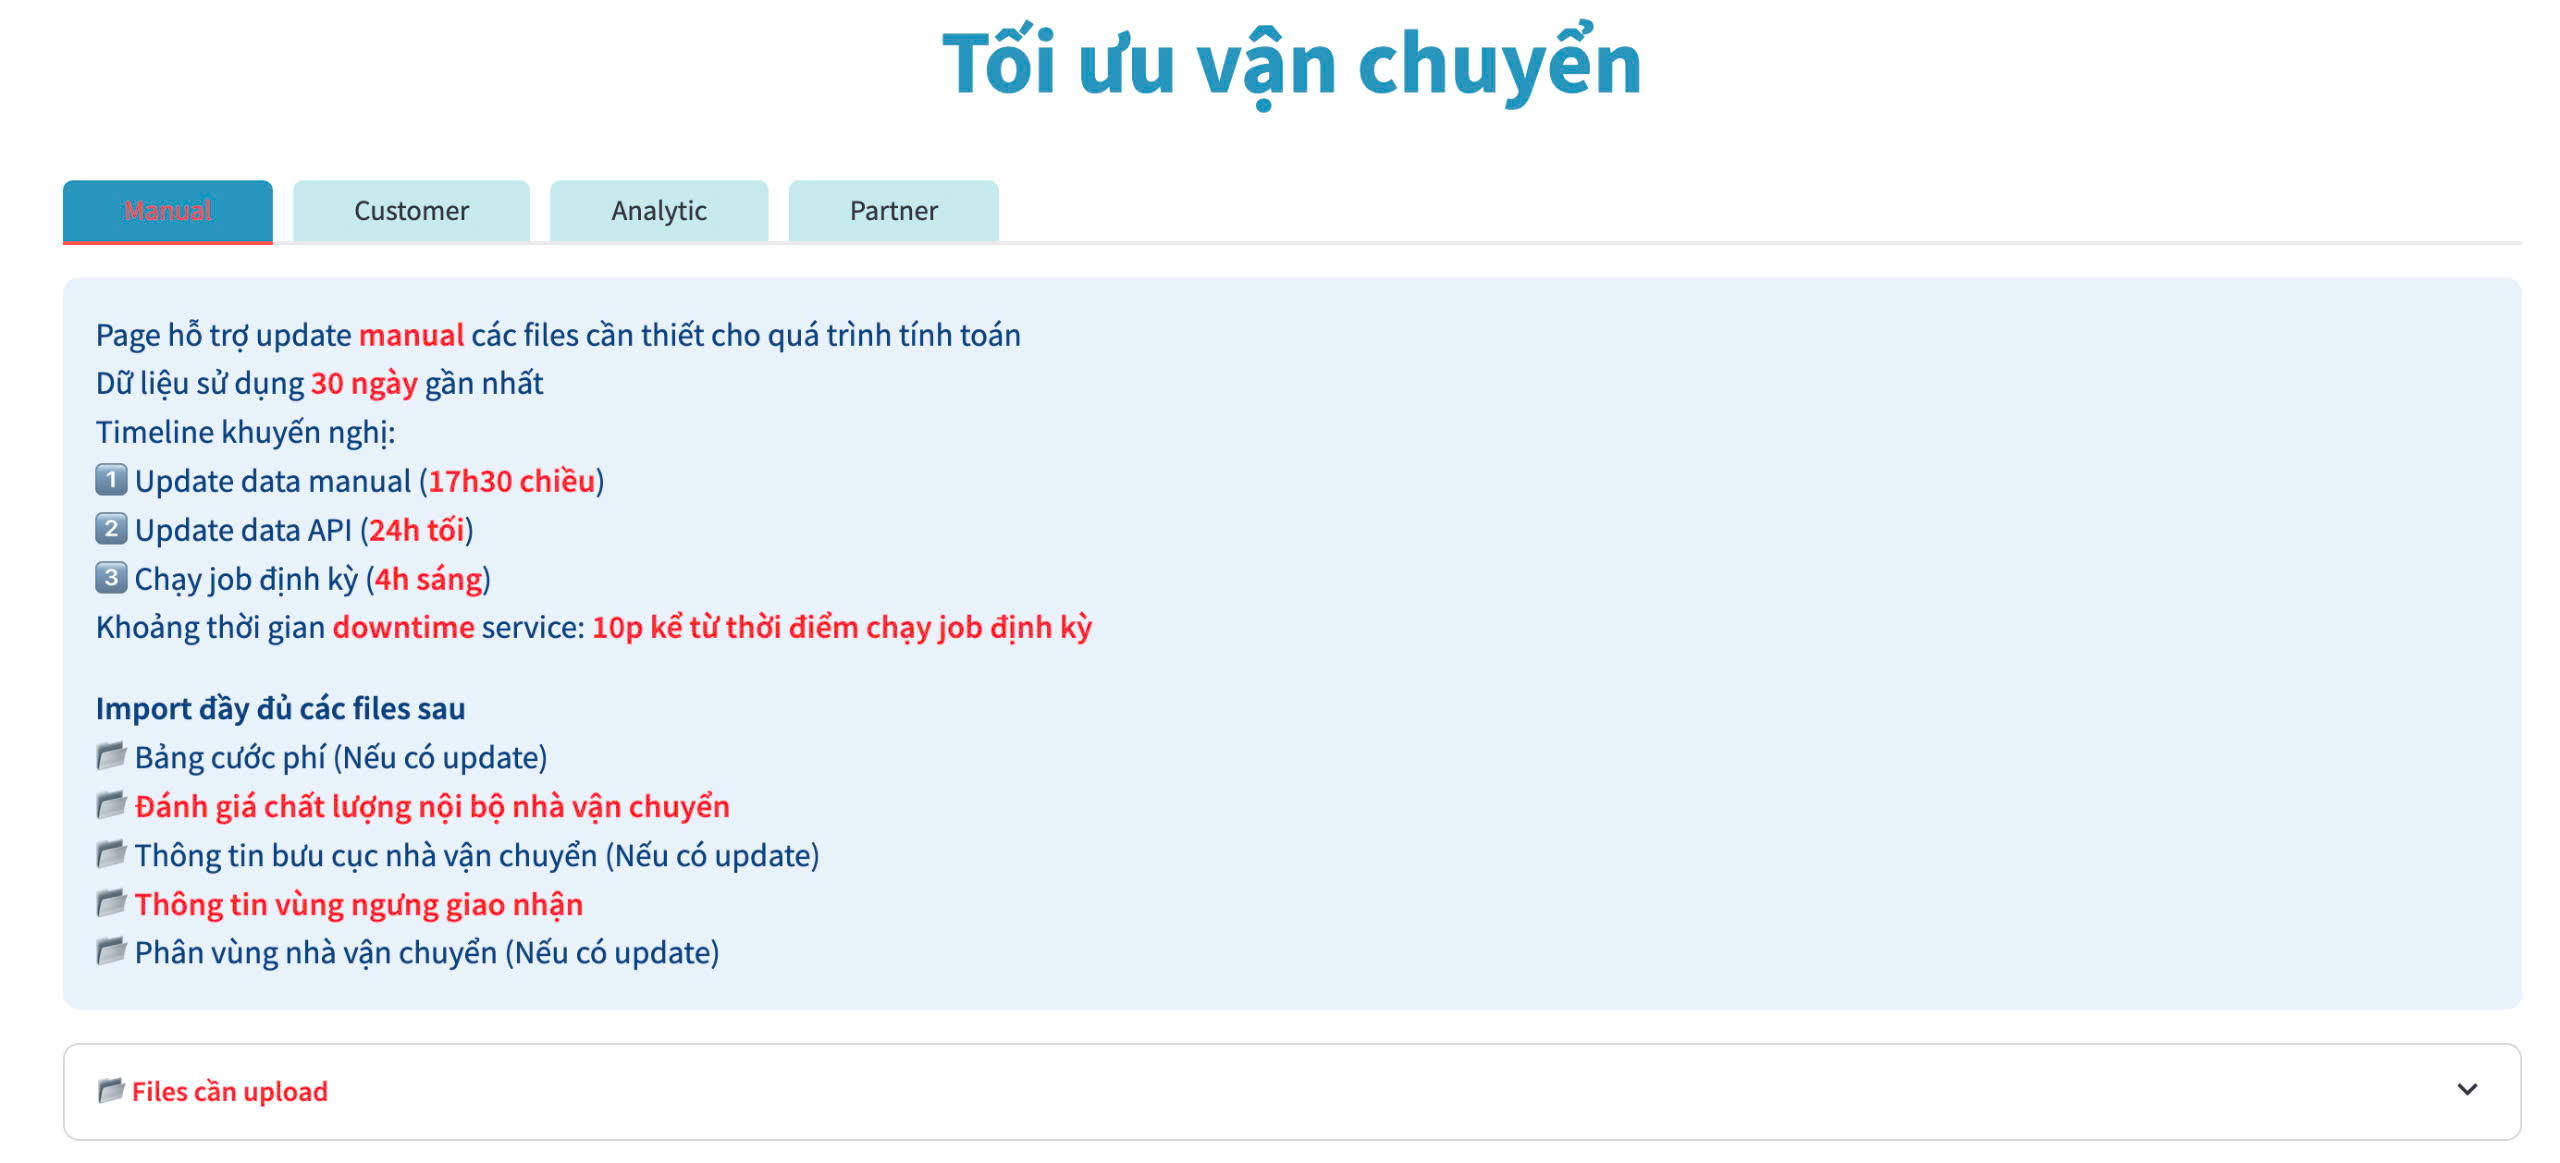 Tối ưu vận chuyển
Manual
Customer
Analytic
Partner
Page hỗ trợ update manual các files cần thiết cho quá trình tính toán
Dữ liệu sử dụng 30 ngày gần nhất
Timeline khuyến nghị:
1️⃣ Update data manual (17h30 chiều)
2️⃣ Update data API (24h tối)
3️⃣ Chạy job định kỳ (4h sáng)
Khoảng thời gian downtime service: 10p kể từ thời điểm chạy job định kỳ
Import đầy đủ các files sau
Bảng cước phí (Nếu có update)
Đánh giá chất lượng nội bộ nhà vận chuyển
Thông tin bưu cục nhà vận chuyển (Nếu có update)
Thông tin vùng ngưng giao nhận
Phân vùng nhà vận chuyển (Nếu có update)
Files cần upload